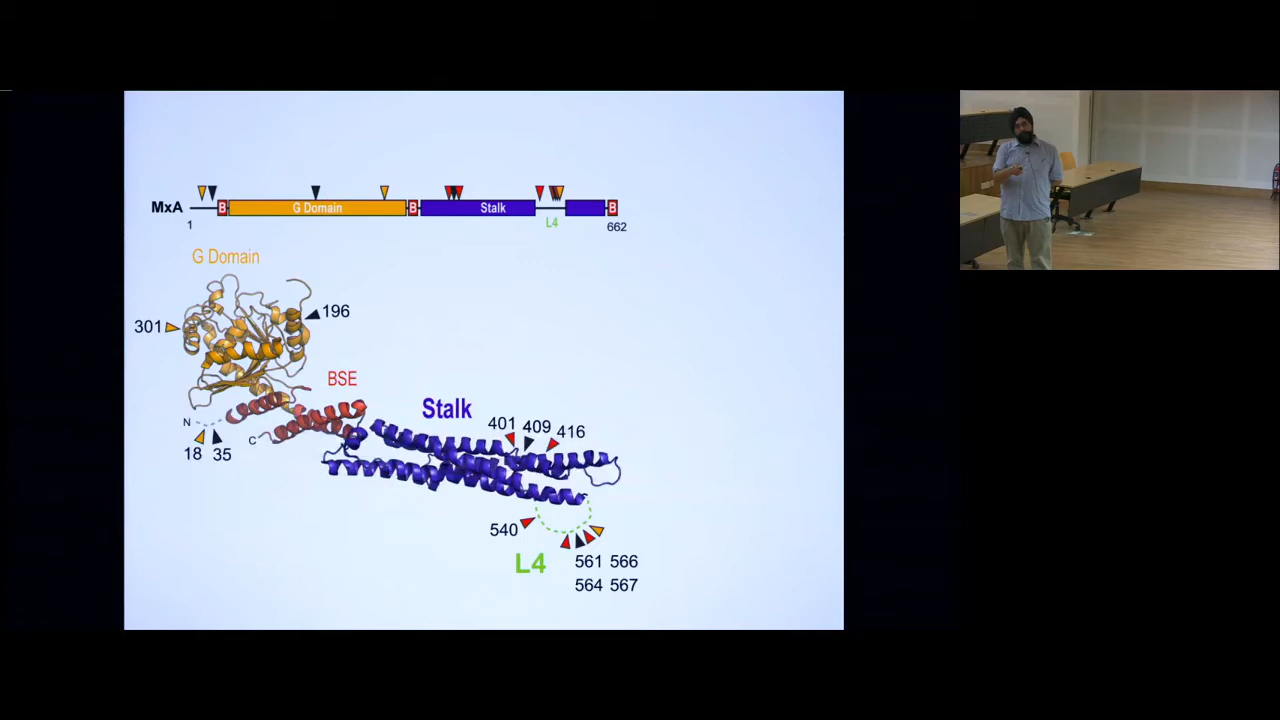 MxA
B
G Domain
B
Stalk
B
1
L4
662
G Domain
301
196
BSE
N
C
18
35
Stalk
401
409
416
540
L4
561 566
564 567